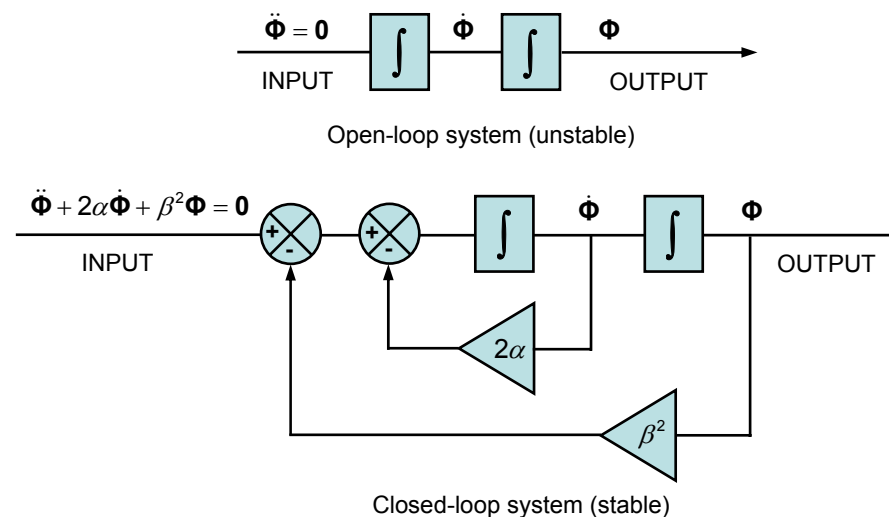 Φ̈ = 0
∫
Φ̇
∫
Φ
INPUT
OUTPUT
Open-loop system (unstable)
Φ̈ + 2αΦ̇ + β²Φ = 0
+
-
+
-
∫
Φ̇
∫
Φ
INPUT
OUTPUT
2α
β²
Closed-loop system (stable)